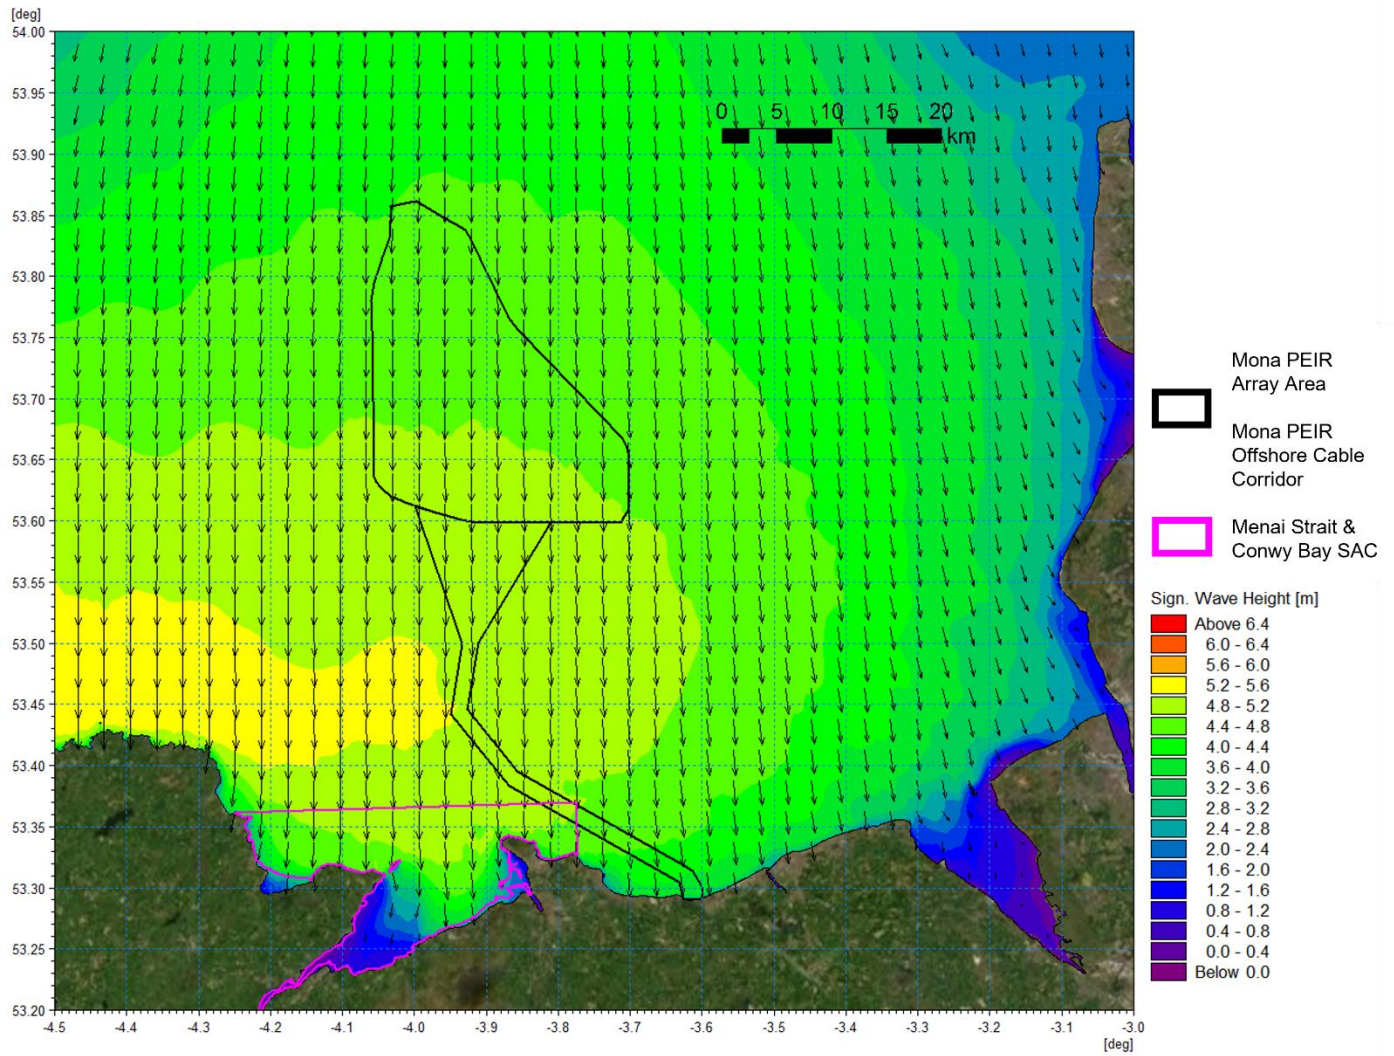 [deg]
54.00
53.95
53.90
53.85
53.80
53.75
53.70
53.65
53.60
53.55
53.50
53.45
53.40
53.35
53.30
53.25
53.20
-4.5 -4.4 -4.3 -4.2 -4.1 -4.0 -3.9 -3.8 -3.7 -3.6 -3.5 -3.4 -3.3 -3.2 -3.1 -3.0
[deg]
0 5 10 15 20
km
Mona PEIR
Array Area
Mona PEIR
Offshore Cable
Corridor
Menai Strait &
Conwy Bay SAC
Sign. Wave Height [m]
Above 6.4
6.0 - 6.4
5.6 - 6.0
5.2 - 5.6
4.8 - 5.2
4.4 - 4.8
4.0 - 4.4
3.6 - 4.0
3.2 - 3.6
2.8 - 3.2
2.4 - 2.8
2.0 - 2.4
1.6 - 2.0
1.2 - 1.6
0.8 - 1.2
0.4 - 0.8
0.0 - 0.4
Below 0.0